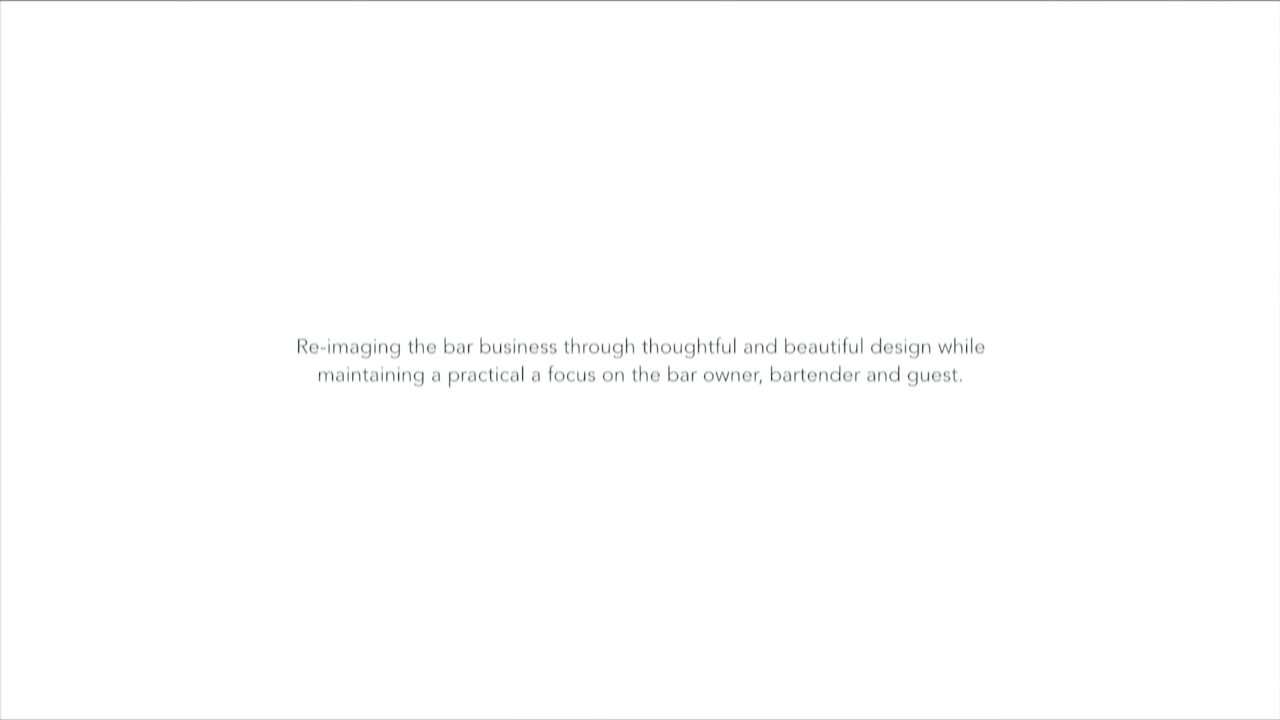 Re-imaging the bar business through thoughtful and beautiful design while
maintaining a practical a focus on the bar owner, bartender and guest.